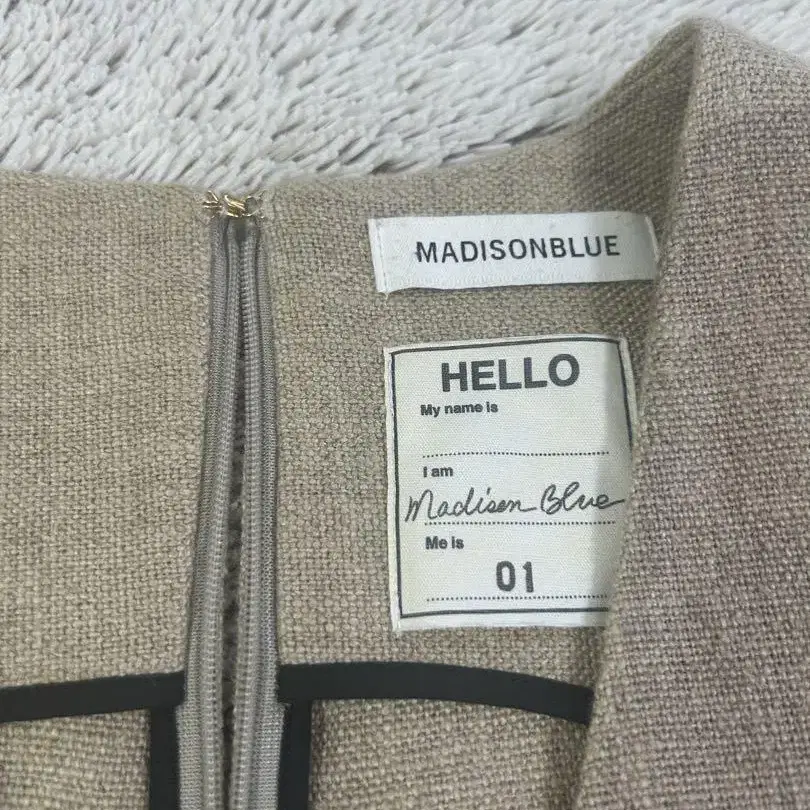 MADISONBLUE
HELLO
My name is
I am
Madison Blue
Me is
01